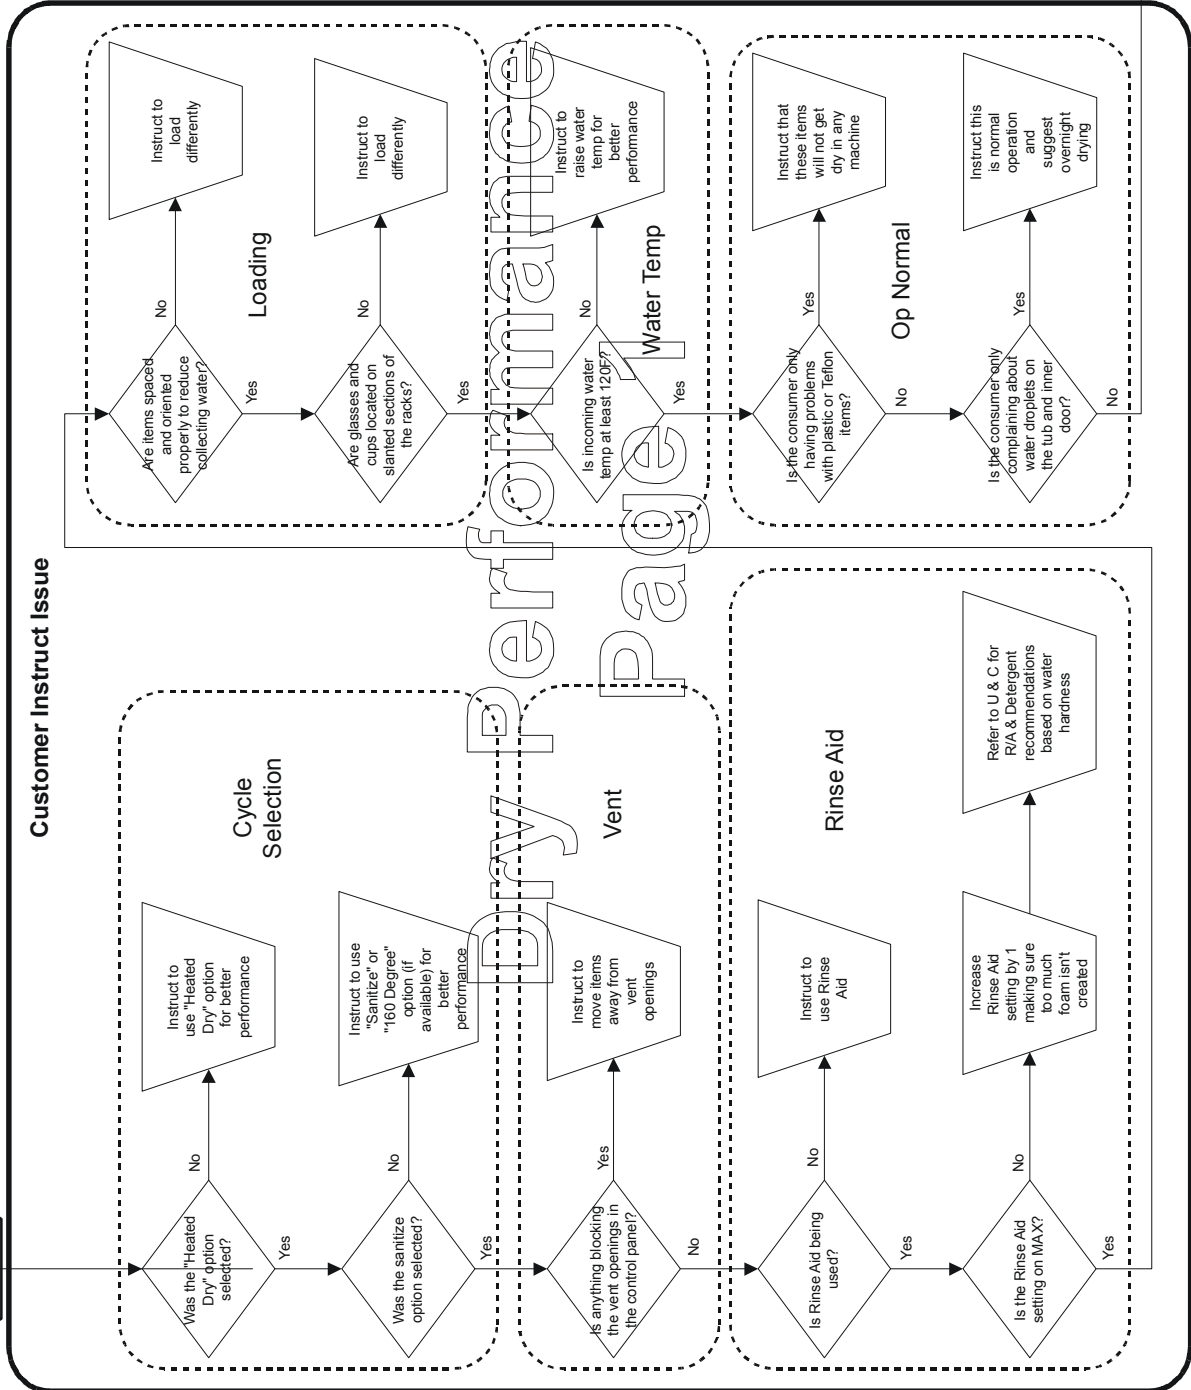 Customer Instruct Issue
Was the "Heated
Dry" option
selected?
No
Instruct to
use "Heated
Dry" option
for better
performance
Yes
Cycle
Selection
Was the sanitize
option selected?
No
Instruct to use
"Sanitize" or
"160 Degree"
option (if
available) for
better
performance
Yes
Is anything blocking
the vent openings in
the control panel?
Yes
Instruct to
move items
away from
vent
openings
No
Vent
Is Rinse Aid being
used?
No
Instruct to
use Rinse
Aid
Yes
Rinse Aid
Is the Rinse Aid
setting on MAX?
No
Increase
Rinse Aid
setting by 1
making sure
too much
foam isn't
created
Refer to U & C for
R/A & Detergent
recommendations
based on water
hardness
Yes
Are items spaced
and oriented
properly to reduce
collecting water?
No
Instruct to
load
differently
Yes
Loading
Are glasses and
cups located on
slanted sections of
the racks?
No
Instruct to
load
differently
Yes
Is incoming water
temp at least 120F?
No
Instruct to
raise water
temp for
better
performance
Yes
Water Temp
Is the consumer only
having problems
with plastic or Teflon
items?
Yes
Instruct that
these items
will not get
dry in any
machine
No
Op Normal
Is the consumer only
complaining about
water droplets on
the tub and inner
door?
Yes
Instruct this
is normal
operation
and
suggest
overnight
drying
No
Dry Performance
Page 1